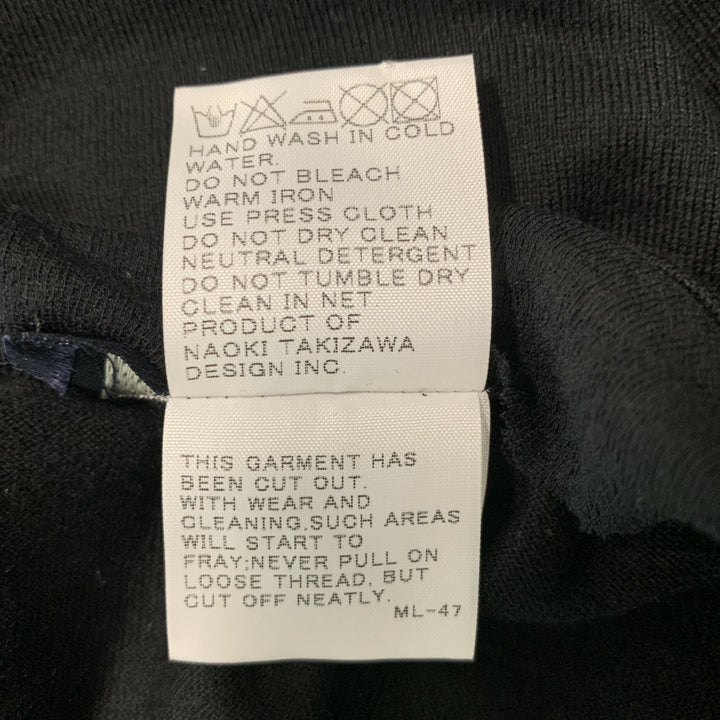 HAND WASH IN COLD
WATER.
DO NOT BLEACH
WARM IRON
USE PRESS CLOTH
DO NOT DRY CLEAN
NEUTRAL DETERGENT
DO NOT TUMBLE DRY
CLEAN IN NET
PRODUCT OF
NAOKI TAKIZAWA
DESIGN INC.
THIS GARMENT HAS
BEEN CUT OUT.
WITH WEAR AND
CLEANING,SUCH AREAS
WILL START TO
FRAY;NEVER PULL ON
LOOSE THREAD, BUT
CUT OFF NEATLY.
ML-47